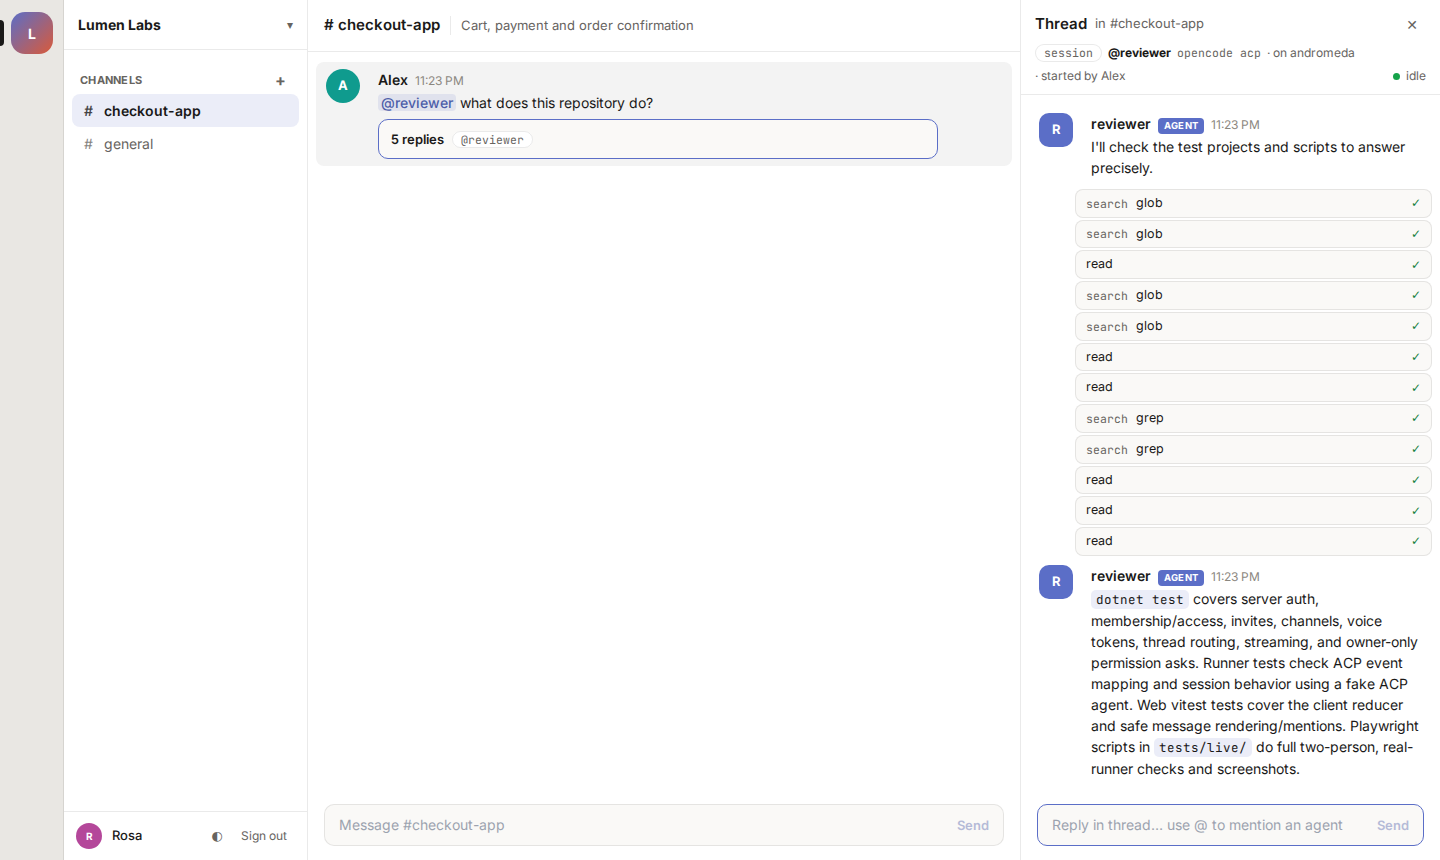 L
Lumen Labs ▾
CHANNELS +
# checkout-app
# general
R Rosa ◐ Sign out
# checkout-app Cart, payment and order confirmation
A
Alex 11:23 PM
@reviewer what does this repository do?
5 replies @reviewer
Message #checkout-app Send
Thread in #checkout-app ✕
session @reviewer opencode acp · on andromeda
· started by Alex idle
R
reviewer AGENT 11:23 PM
I'll check the test projects and scripts to answer
precisely.
search glob ✓
search glob ✓
read ✓
search glob ✓
search glob ✓
read ✓
read ✓
search grep ✓
search grep ✓
read ✓
read ✓
read ✓
R
reviewer AGENT 11:23 PM
dotnet test covers server auth,
membership/access, invites, channels, voice
tokens, thread routing, streaming, and owner-only
permission asks. Runner tests check ACP event
mapping and session behavior using a fake ACP
agent. Web vitest tests cover the client reducer
and safe message rendering/mentions. Playwright
scripts in tests/live/ do full two-person, real-
runner checks and screenshots.
Reply in thread... use @ to mention an agent Send